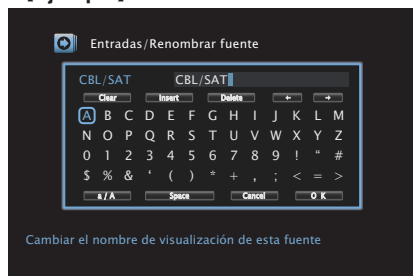 Entradas/Renombrar fuente
CBL/SAT CBL/SAT
Clear Insert Delete ← →
A B C D E F G H I J K L M
N O P Q R S T U V W X Y Z
0 1 2 3 4 5 6 7 8 9 ! “ #
$ % & ‘ ( ) * + , ; < = >
a / A Space Cancel O K
Cambiar el nombre de visualización de esta fuente